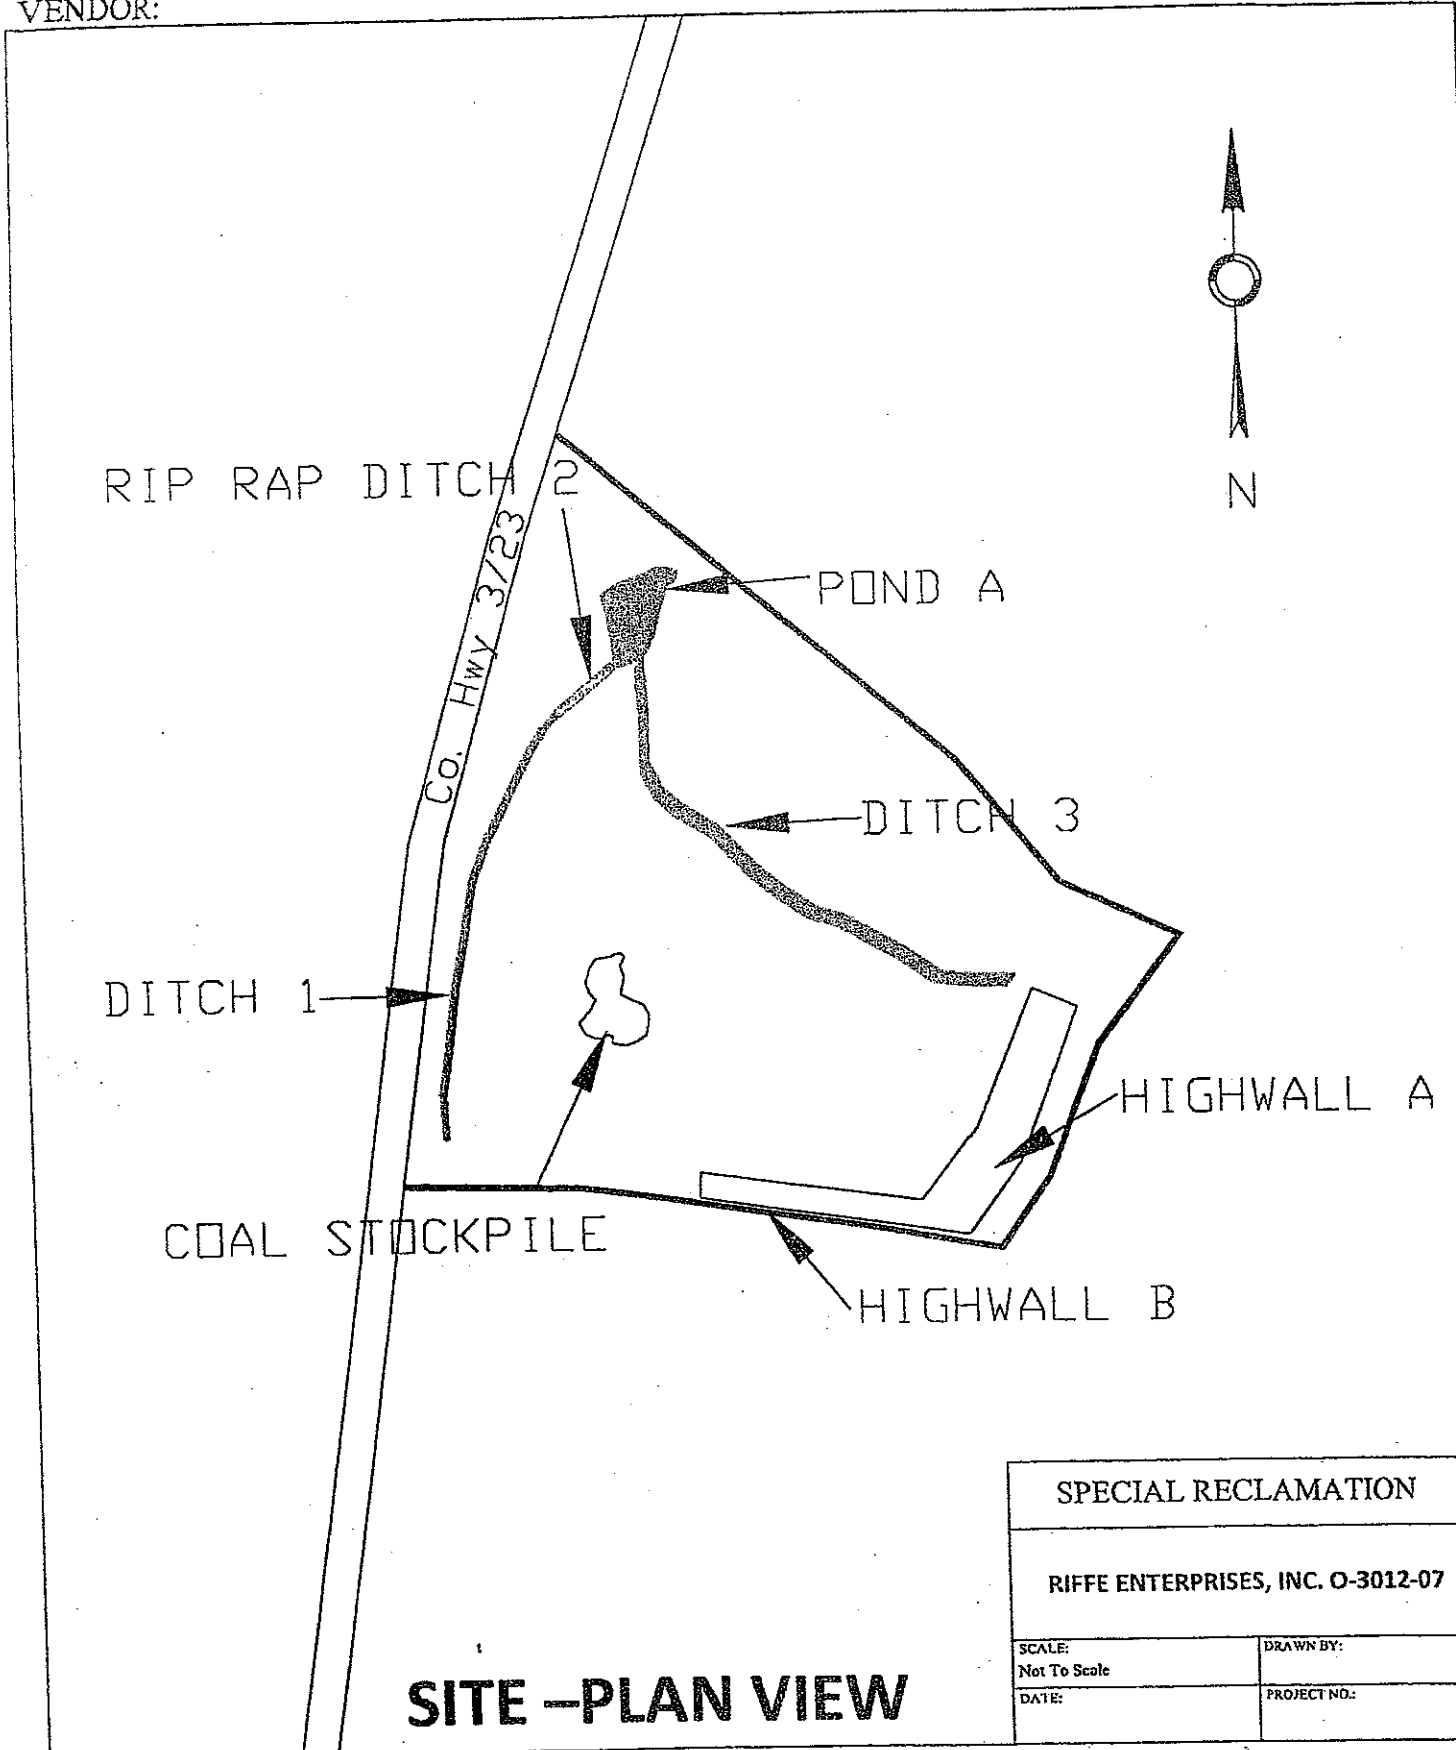 VENDOR:
N
RIP RAP DITCH 2
Co. Hwy 3/23
POND A
DITCH 3
DITCH 1
HIGHWALL A
COAL STOCKPILE
HIGHWALL B
SPECIAL RECLAMATION
RIFFE ENTERPRISES, INC. O-3012-07
SCALE:
Not To Scale
DRAWN BY:
DATE:
PROJECT NO.:
SITE –PLAN VIEW